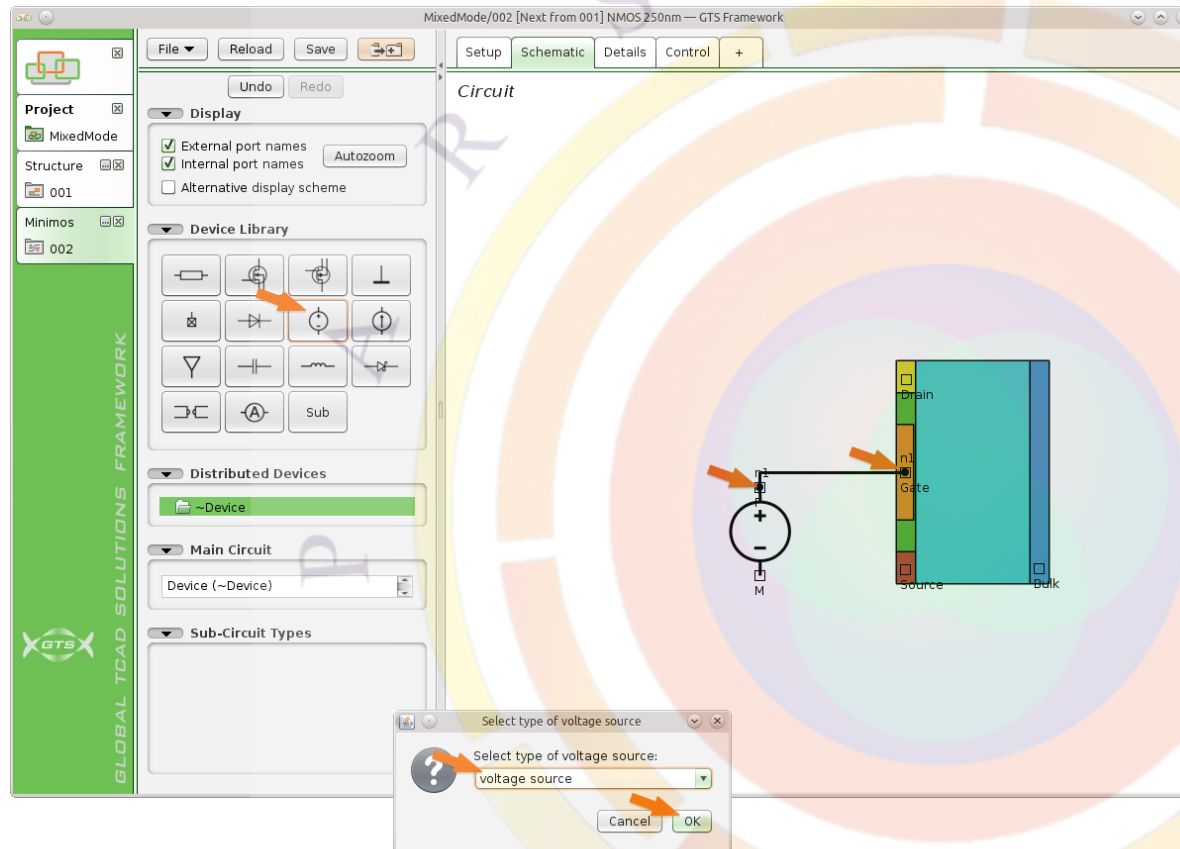 MixedMode/002 [Next from 001] NMOS 250nm — GTS Framework
File Reload Save
Setup Schematic Details Control +
Undo Redo
Circuit
Project
MixedMode
Structure
001
Minimos
002
Display
External port names
Internal port names
Autozoom
Alternative display scheme
Device Library
A
Sub
Distributed Devices
~Device
Main Circuit
Device (~Device)
Sub-Circuit Types
GTS
GLOBAL TCAD SOLUTIONS FRAMEWORK
Drain
n1
Gate
n1
P
+
−
M
Source
Bulk
Select type of voltage source
Select type of voltage source:
voltage source
Cancel OK
P A R S